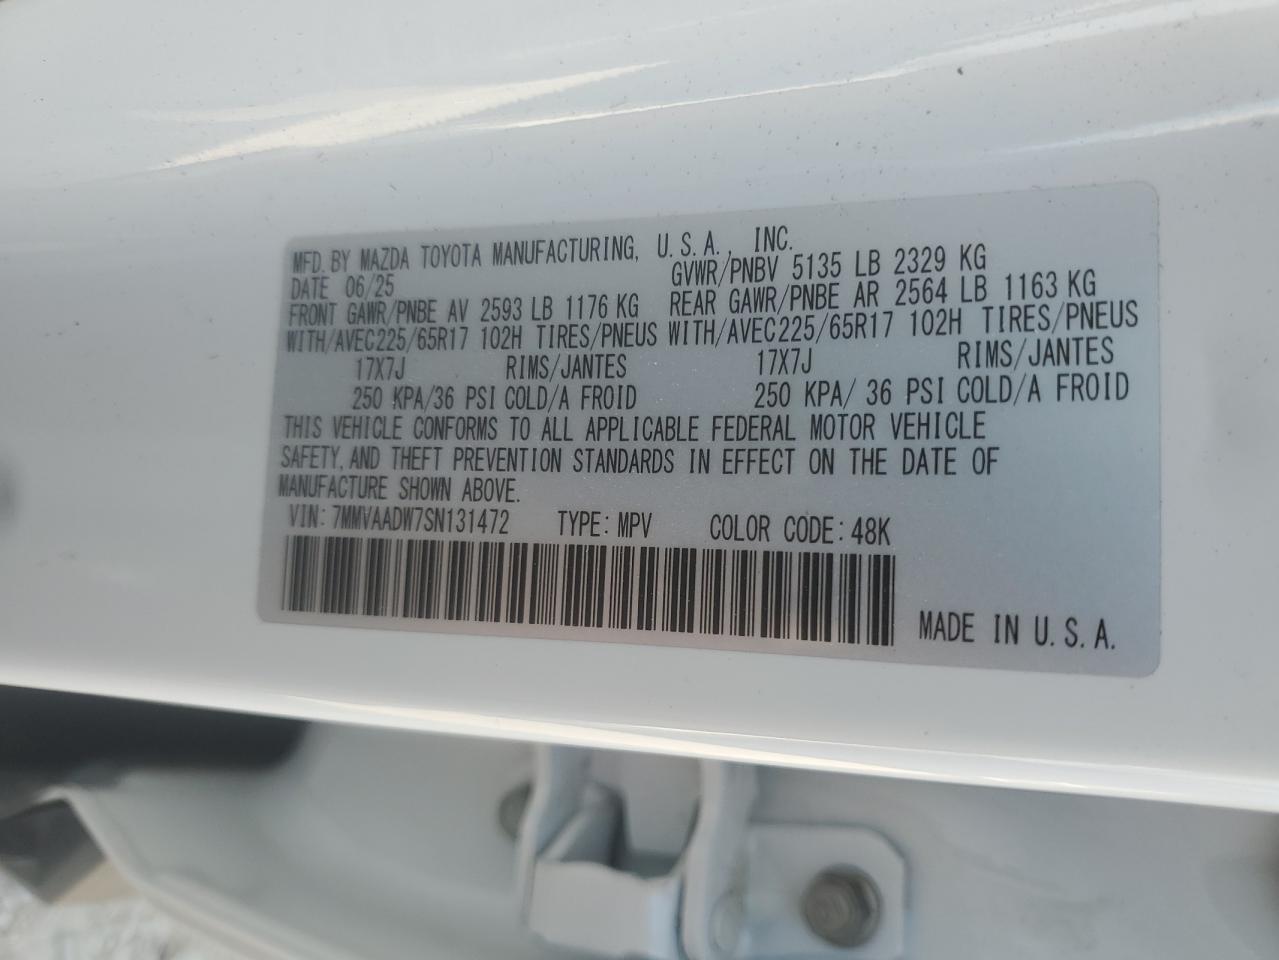 MFD. BY MAZDA TOYOTA MANUFACTURING, U.S.A., INC.
DATE 06/25 GVWR/PNBV 5135 LB 2329 KG
FRONT GAWR/PNBE AV 2593 LB 1176 KG REAR GAWR/PNBE AR 2564 LB 1163 KG
WITH/AVEC225/65R17 102H TIRES/PNEUS WITH/AVEC225/65R17 102H TIRES/PNEUS
17X7J RIMS/JANTES 17X7J RIMS/JANTES
250 KPA/36 PSI COLD/A FROID 250 KPA/ 36 PSI COLD/A FROID
THIS VEHICLE CONFORMS TO ALL APPLICABLE FEDERAL MOTOR VEHICLE
SAFETY, AND THEFT PREVENTION STANDARDS IN EFFECT ON THE DATE OF
MANUFACTURE SHOWN ABOVE.
VIN: 7MMVAADW7SN131472 TYPE: MPV COLOR CODE: 48K
MADE IN U.S.A.